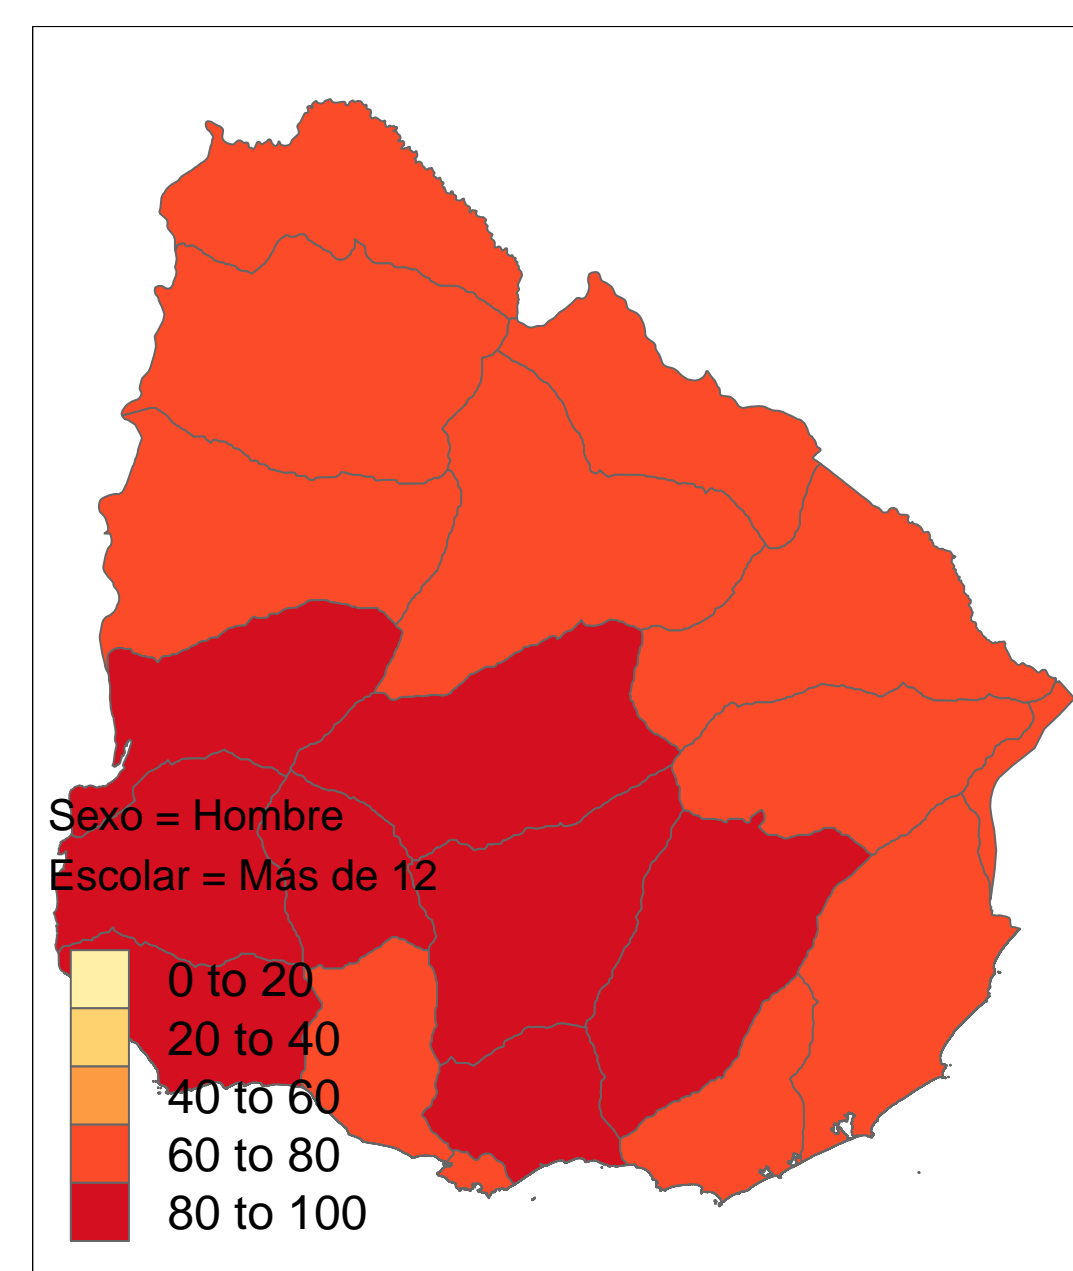 Sexo = Hombre
Escolar = Más de 12
0 to 20
20 to 40
40 to 60
60 to 80
80 to 100